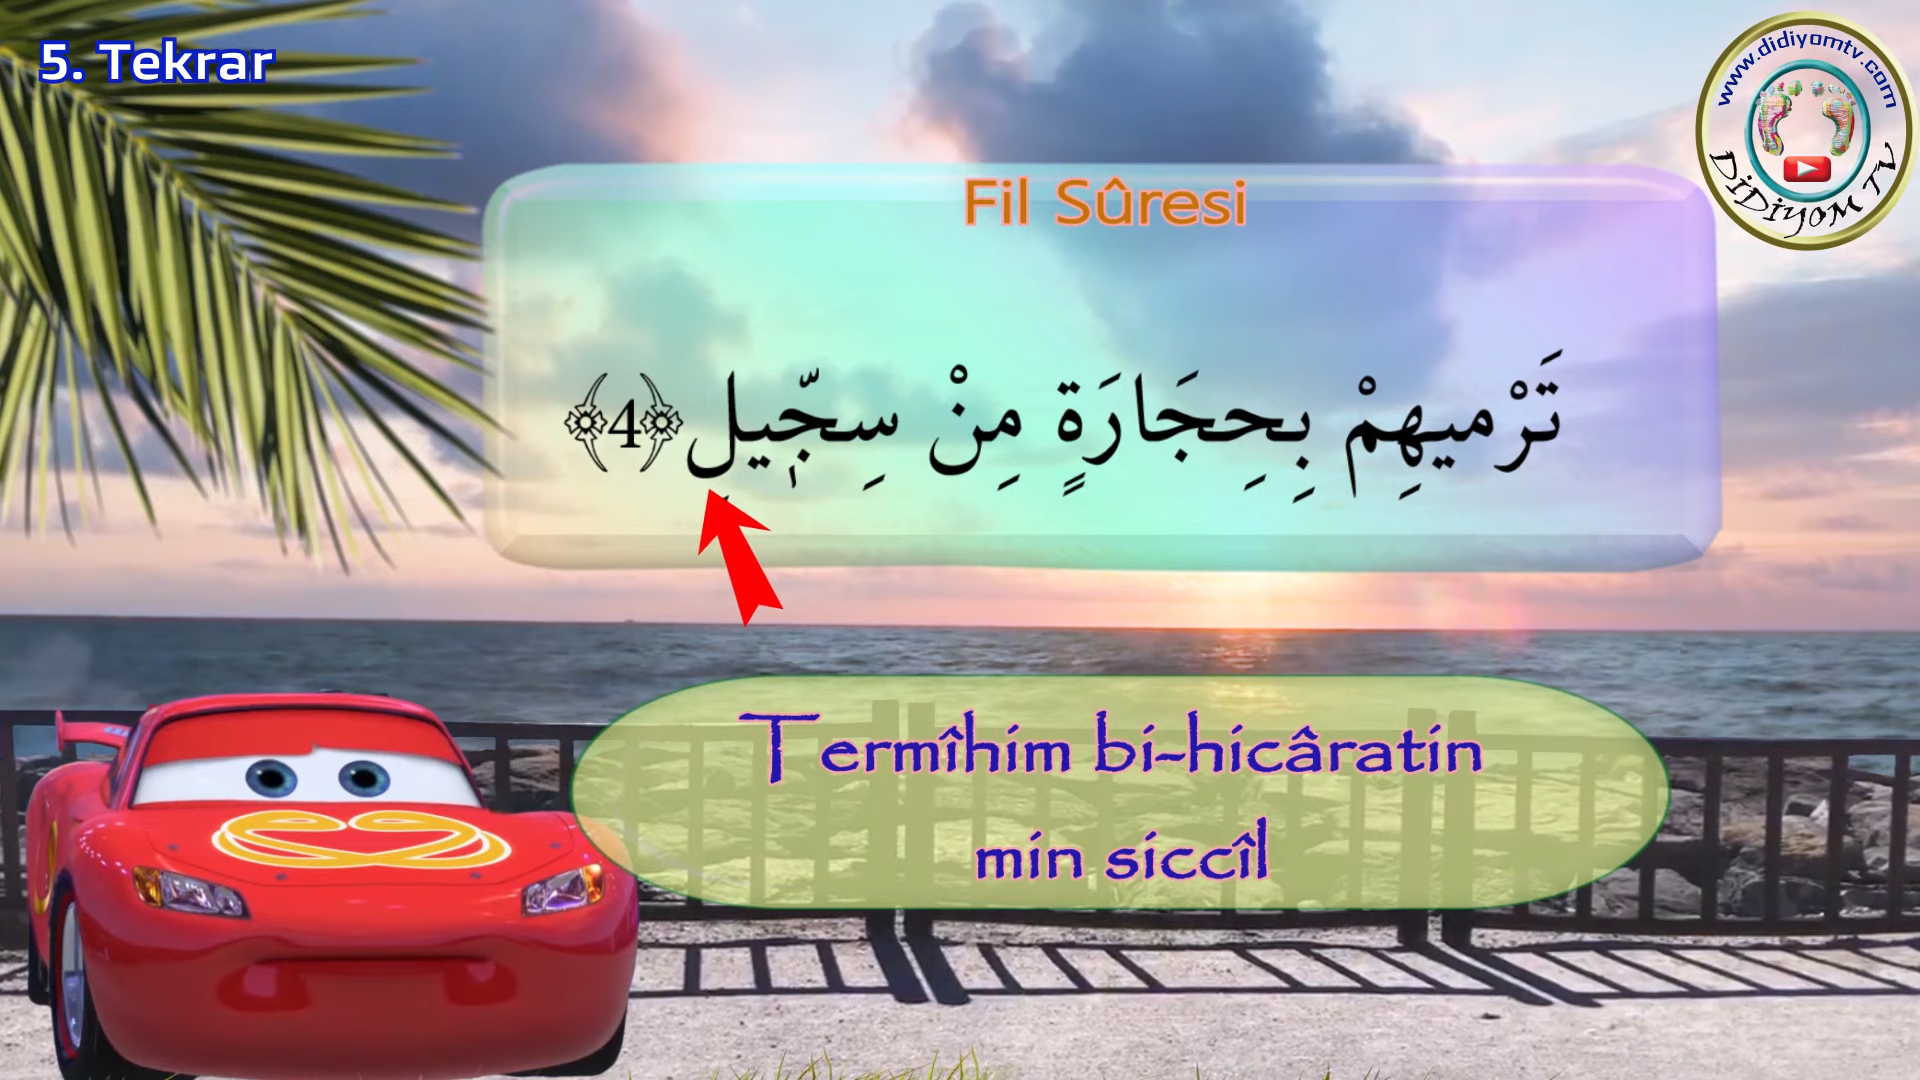 5. Tekrar
www.didiyomtv.com
DİDİYOM TV
Fil Sûresi
تَرْميهِمْ بِحِجَارَةٍ مِنْ سِجّٖيلٍ ﴿4﴾
Termîhim bi-hicâratin
min siccîl